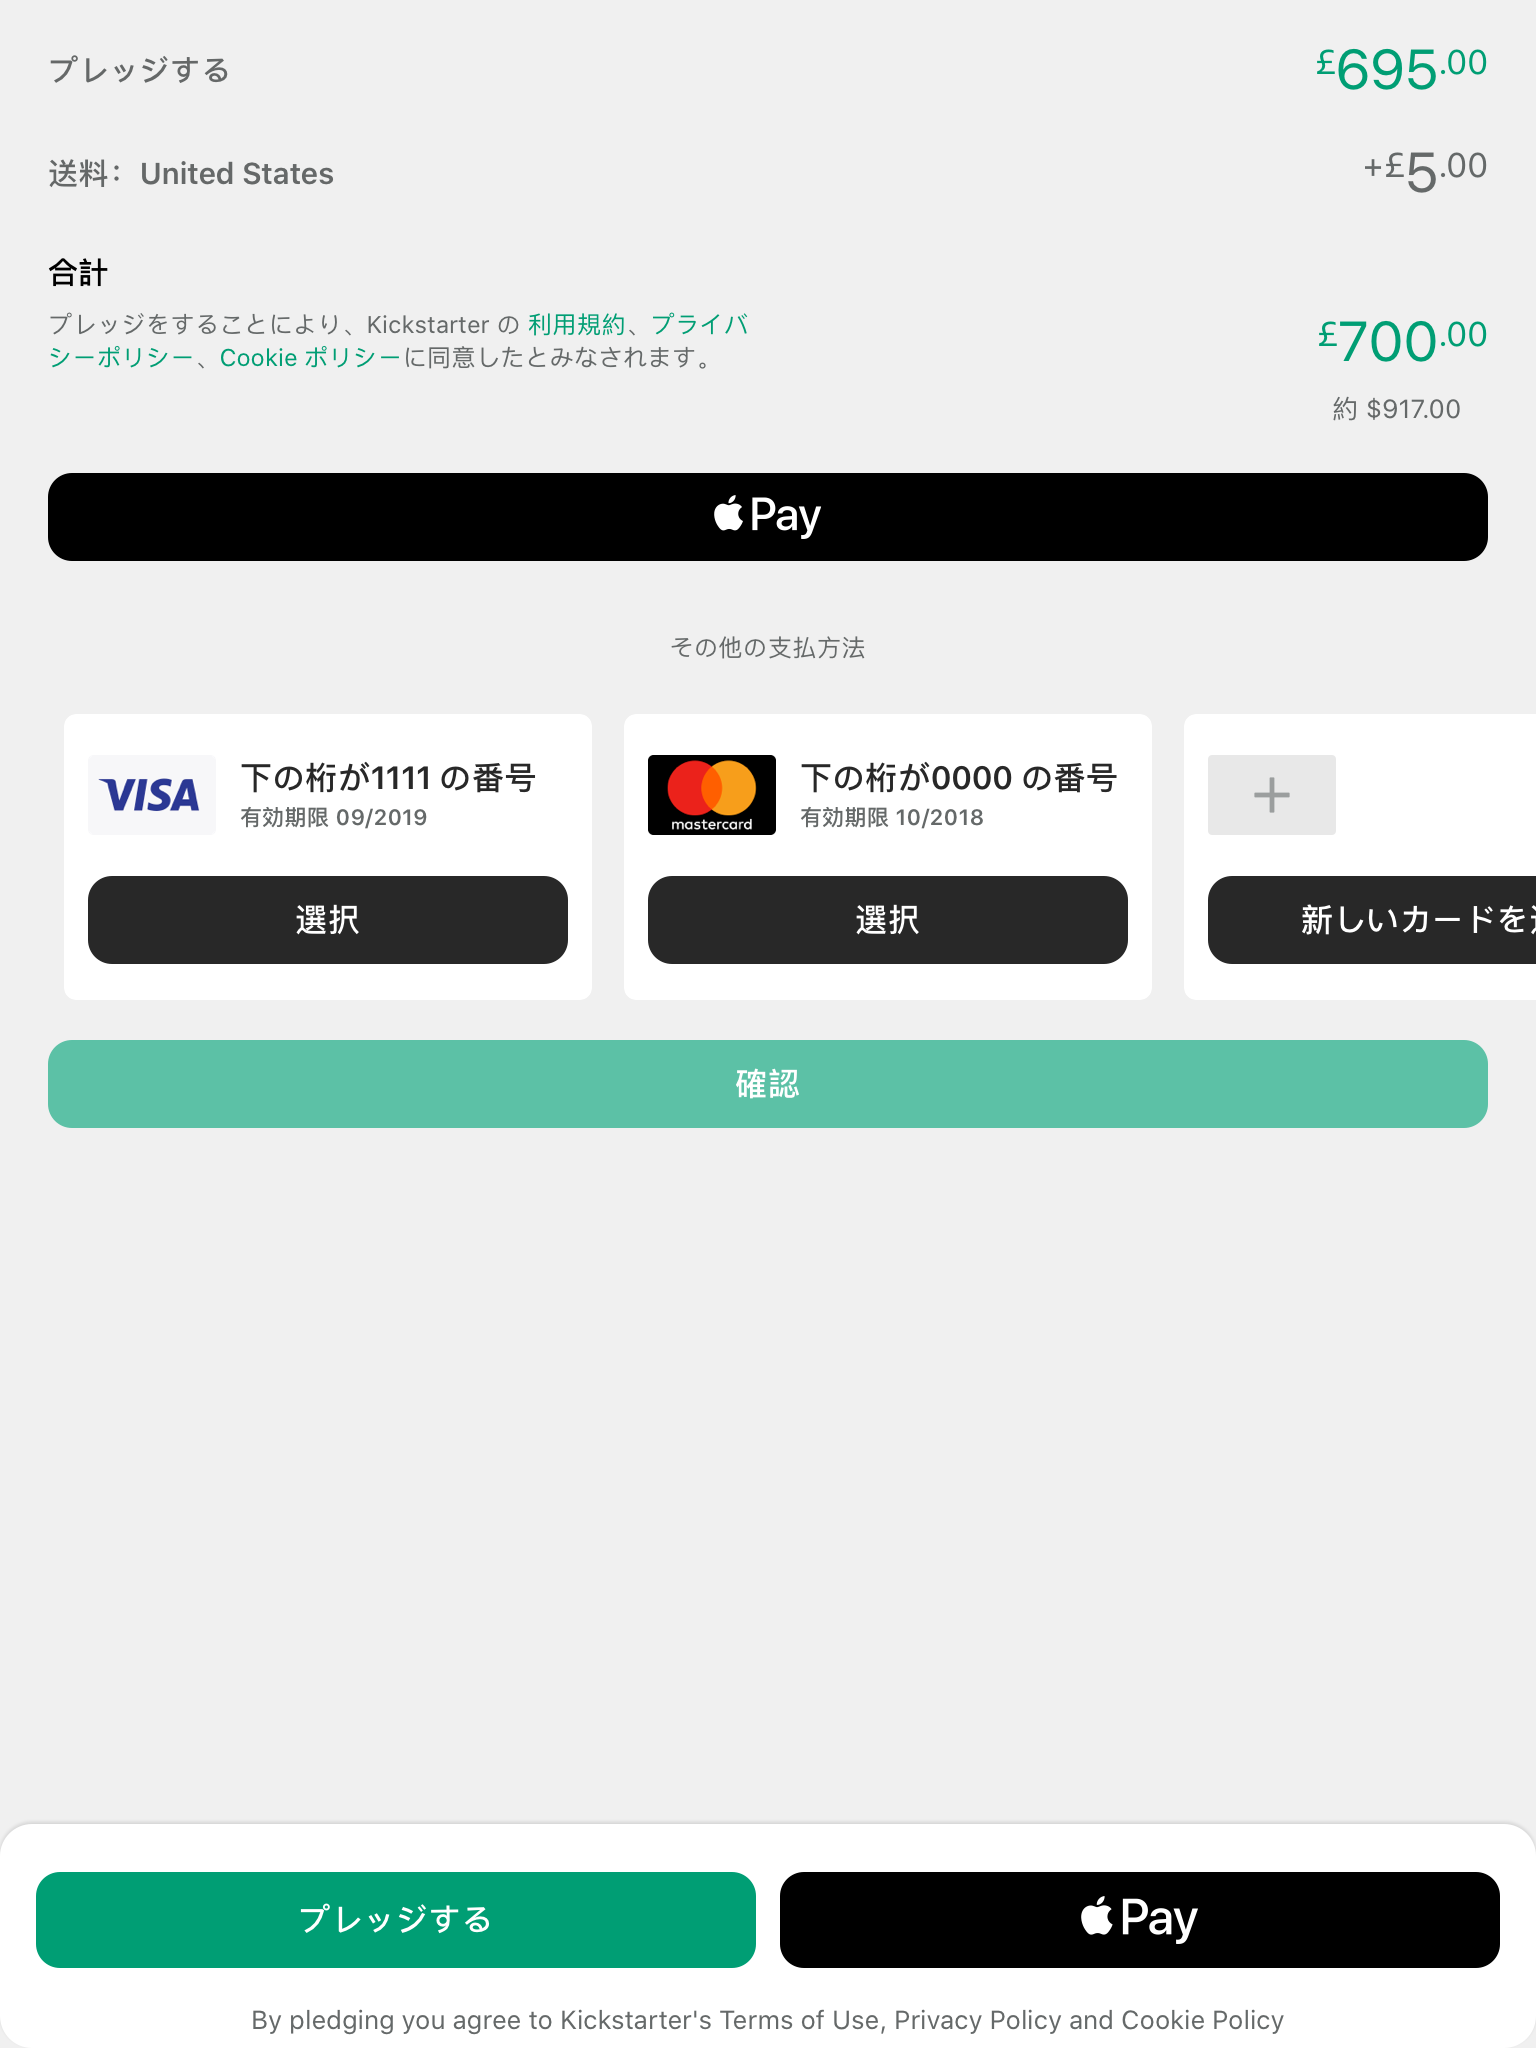 プレッジする £695.00
送料： United States +£5.00
合計
プレッジをすることにより、Kickstarter の 利用規約、プライバ
シーポリシー、Cookie ポリシーに同意したとみなされます。
£700.00
約 $917.00
Pay
その他の支払方法
VISA
下の桁が1111 の番号
有効期限 09/2019
選択
mastercard
下の桁が0000 の番号
有効期限 10/2018
選択
新しいカードを
確認
プレッジする
Pay
By pledging you agree to Kickstarter's Terms of Use, Privacy Policy and Cookie Policy